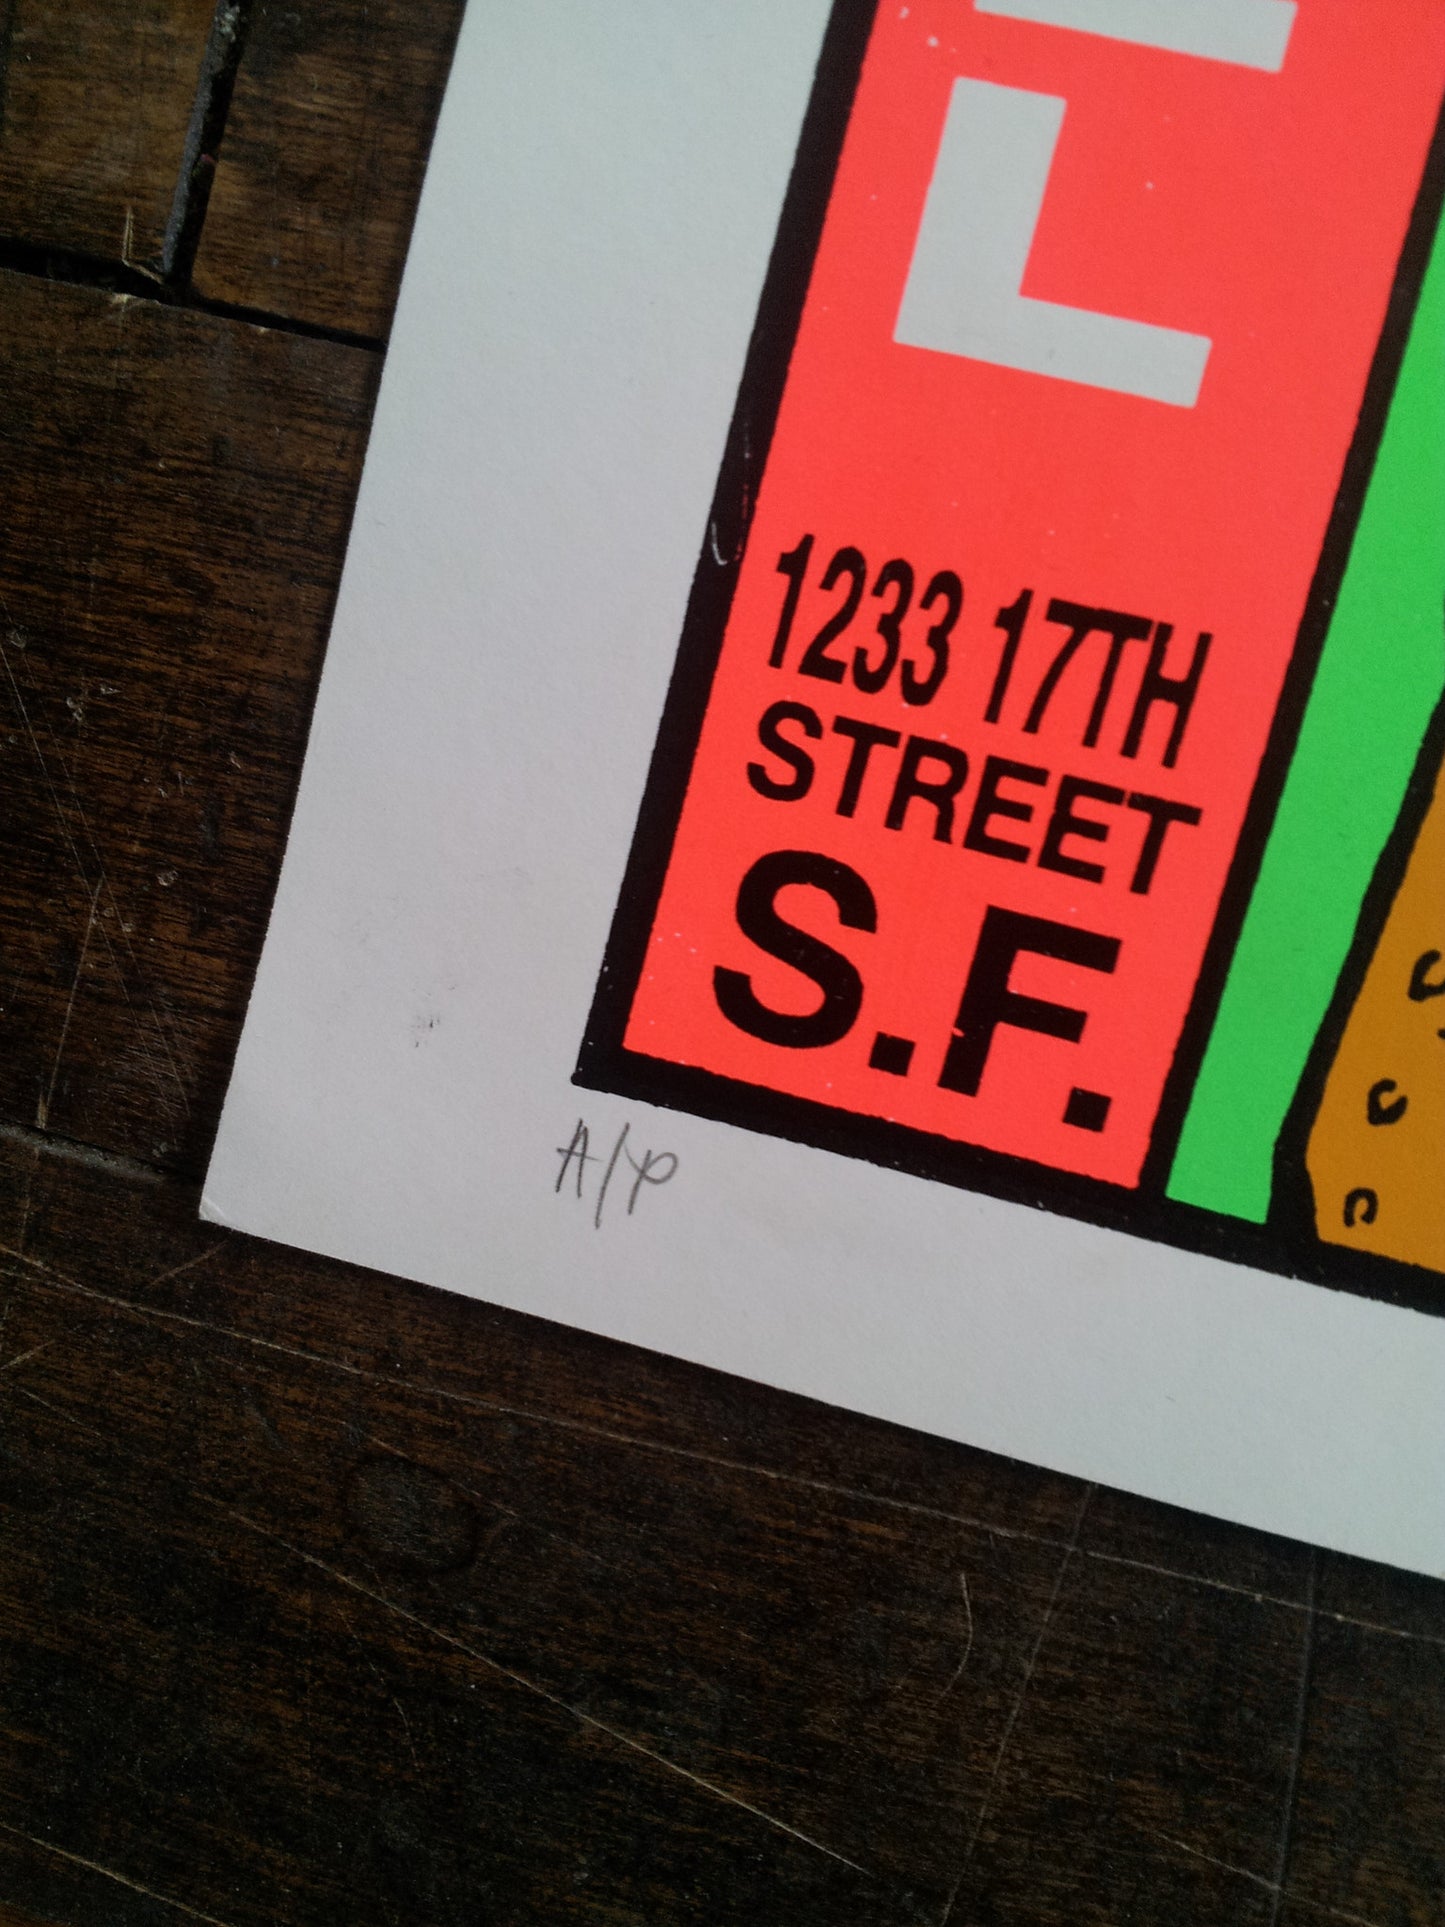 L
1233 17TH
STREET
S.F.
A/P